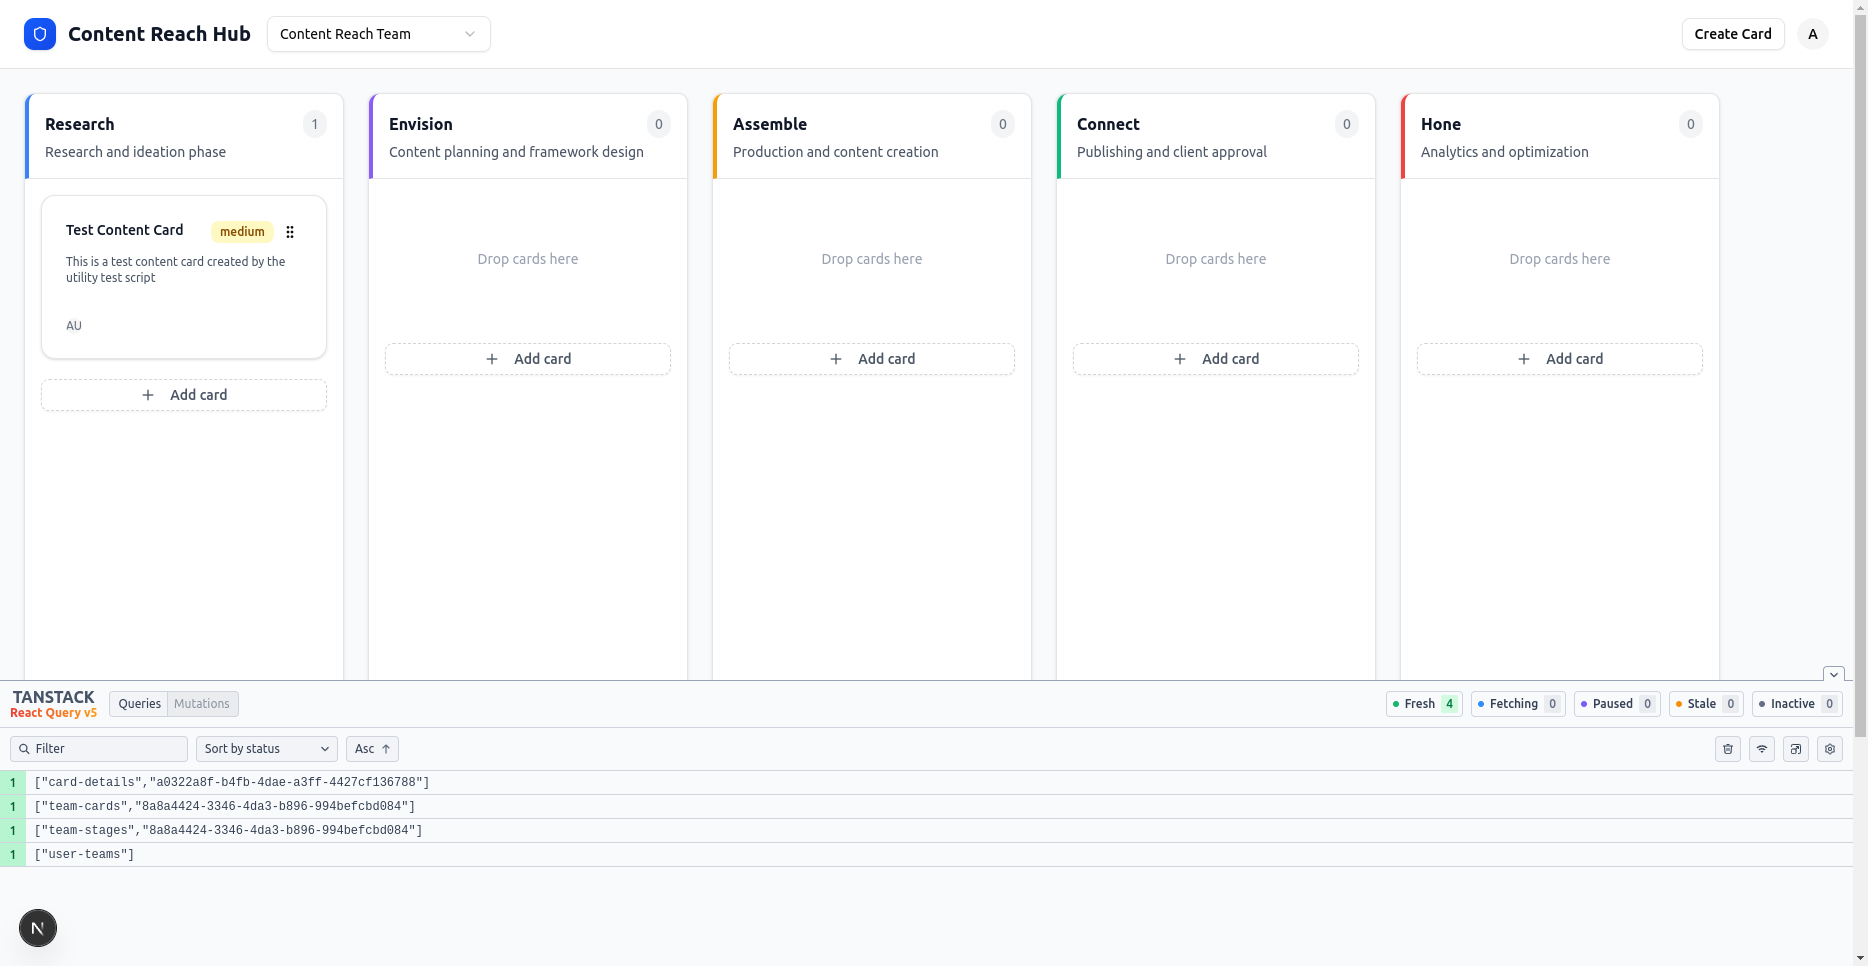 Content Reach Hub
Content Reach Team
Create Card
A
Research
1
Research and ideation phase
Test Content Card
medium
This is a test content card created by the
utility test script
AU
Add card
Envision
0
Content planning and framework design
Drop cards here
Add card
Assemble
0
Production and content creation
Drop cards here
Add card
Connect
0
Publishing and client approval
Drop cards here
Add card
Hone
0
Analytics and optimization
Drop cards here
Add card
TANSTACK
React Query v5
Queries
Mutations
Fresh 4
Fetching 0
Paused 0
Stale 0
Inactive 0
Filter
Sort by status
Asc
1 ["card-details","a0322a8f-b4fb-4dae-a3ff-4427cf136788"]
1 ["team-cards","8a8a4424-3346-4da3-b896-994befcbd084"]
1 ["team-stages","8a8a4424-3346-4da3-b896-994befcbd084"]
1 ["user-teams"]
N